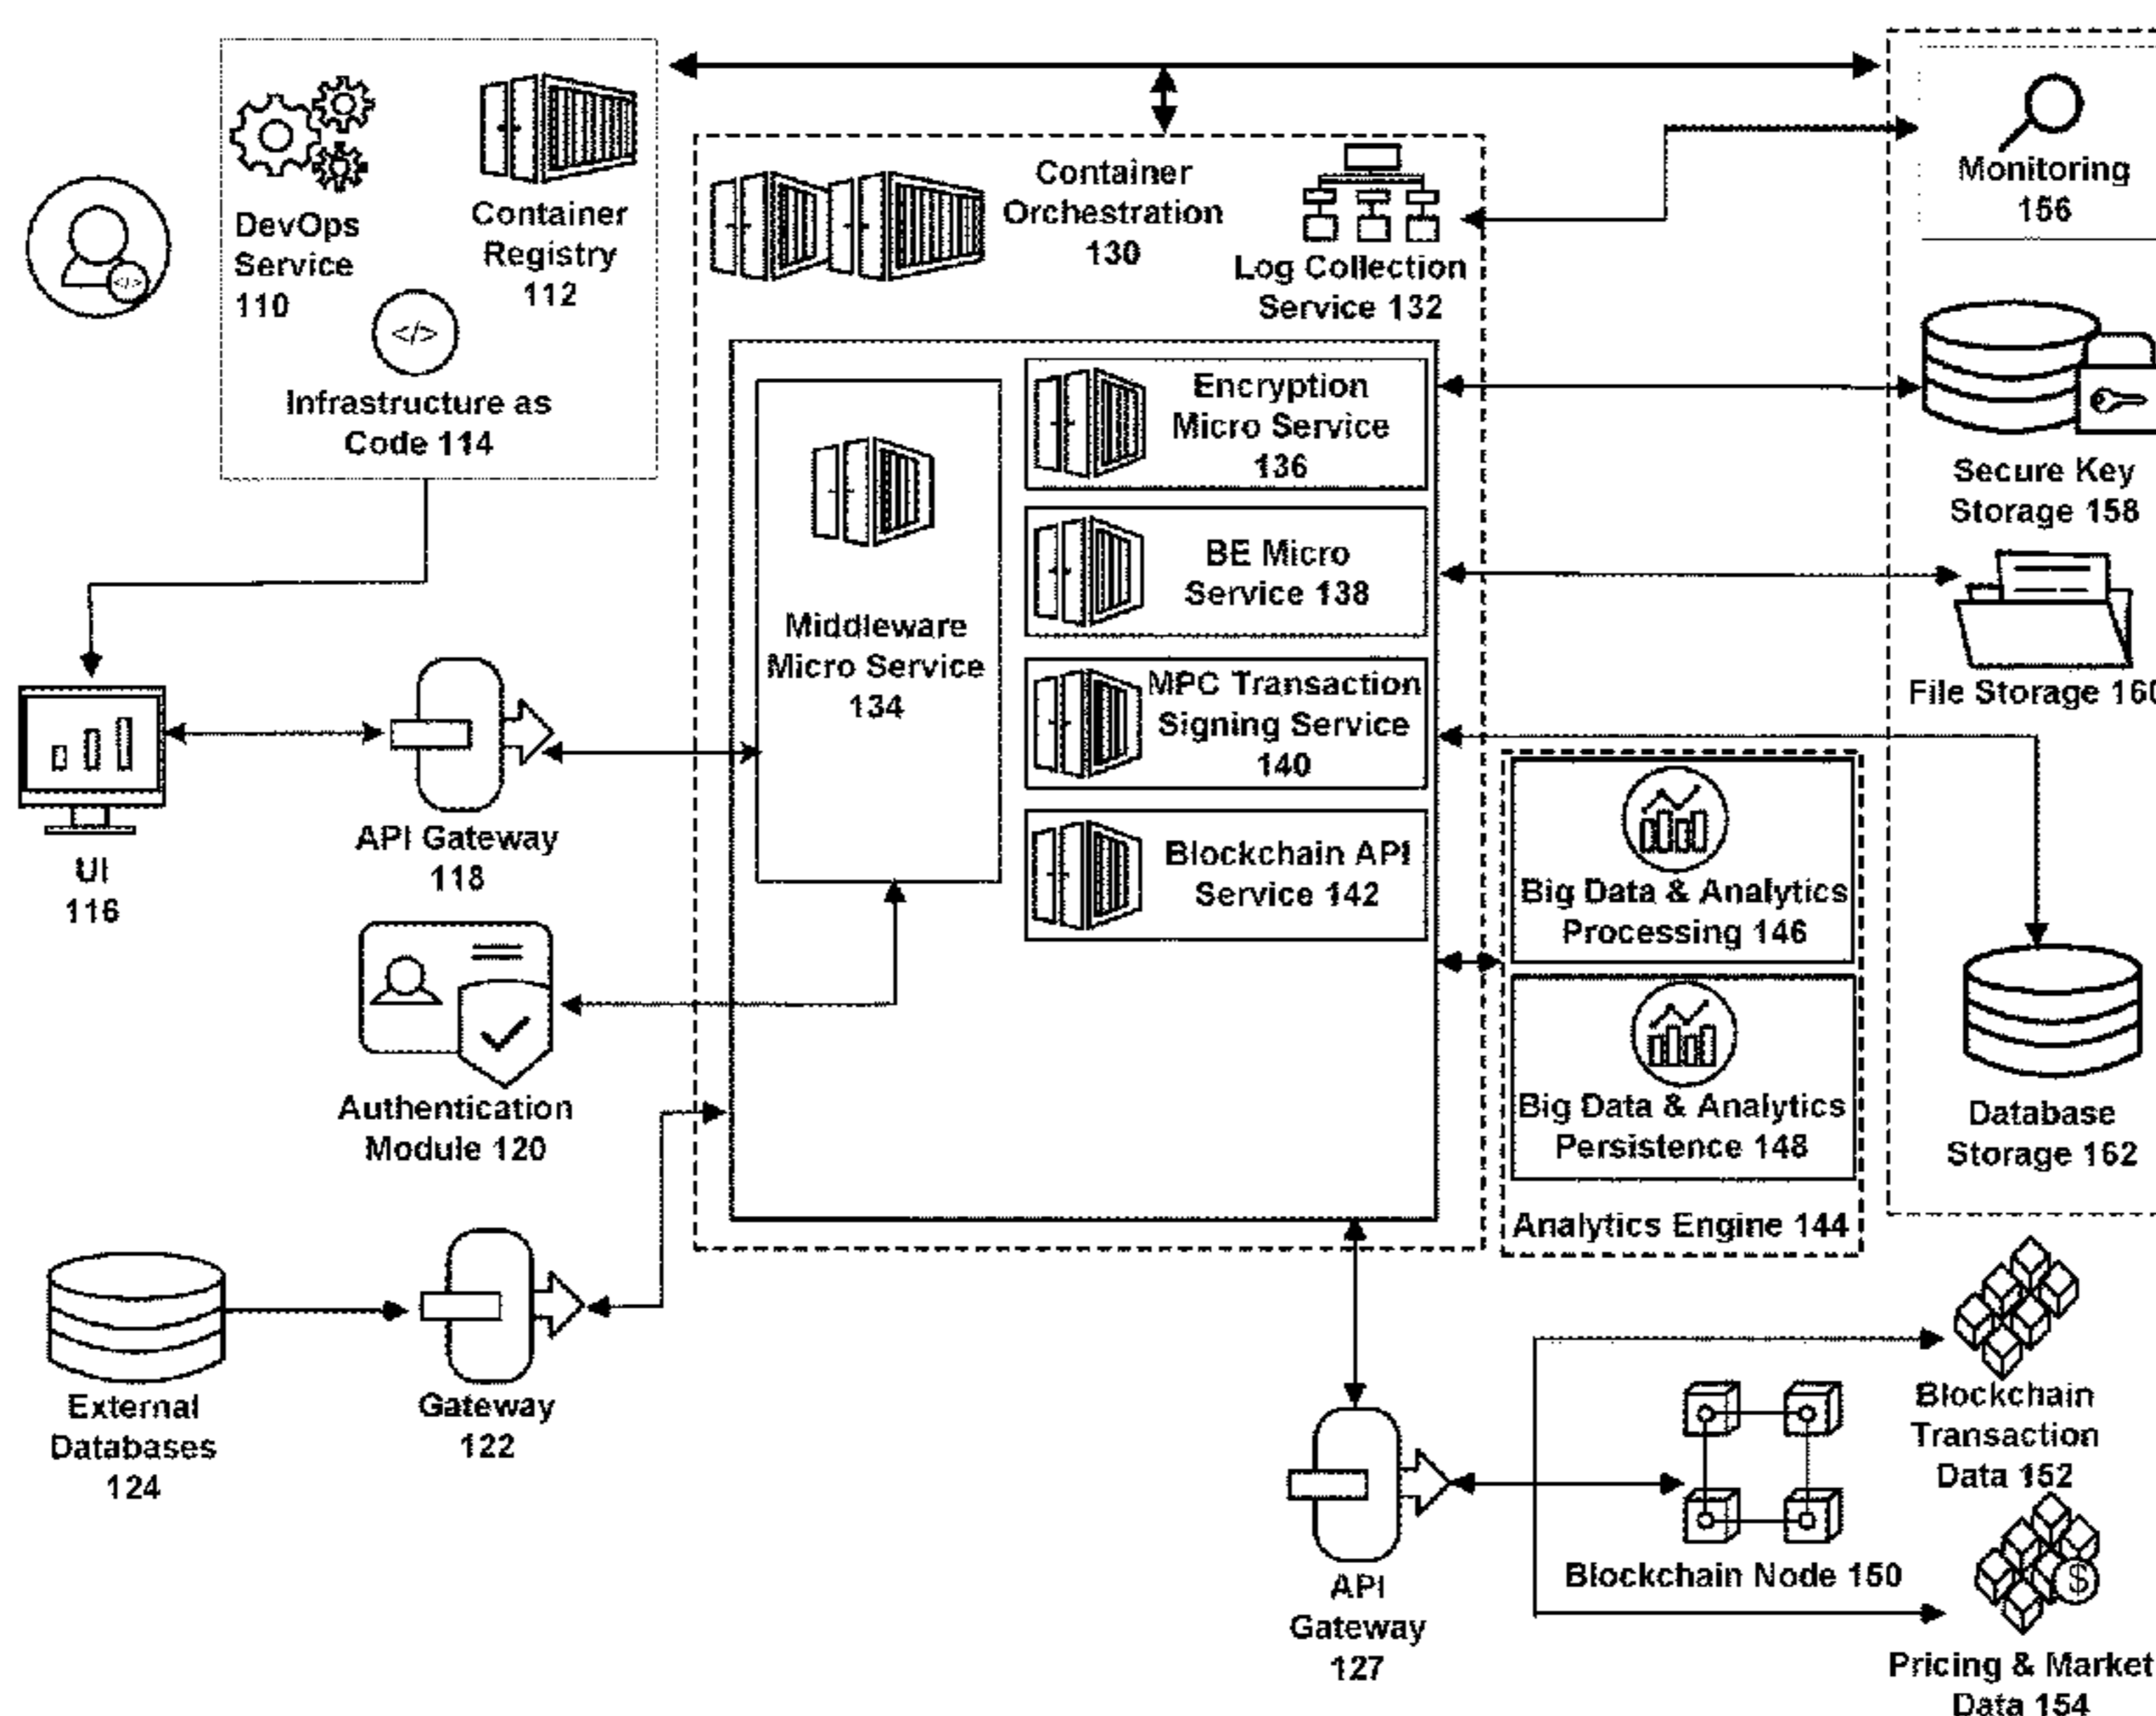 DevOps
Service
110
Container
Registry
112
</>
Infrastructure as
Code 114
Container
Orchestration
130
Log Collection
Service 132
Monitoring
156
Encryption
Micro Service
136
Secure Key
Storage 158
BE Micro
Service 138
Middleware
Micro Service
134
File Storage 160
MPC Transaction
Signing Service
140
API Gateway
118
UI
116
Blockchain API
Service 142
Big Data & Analytics
Processing 146
Authentication
Module 120
Big Data & Analytics
Persistence 148
Database
Storage 162
Analytics Engine 144
External
Databases
124
Gateway
122
Blockchain
Transaction
Data 152
Blockchain Node 150
$
API
Gateway
127
Pricing & Market
Data 154